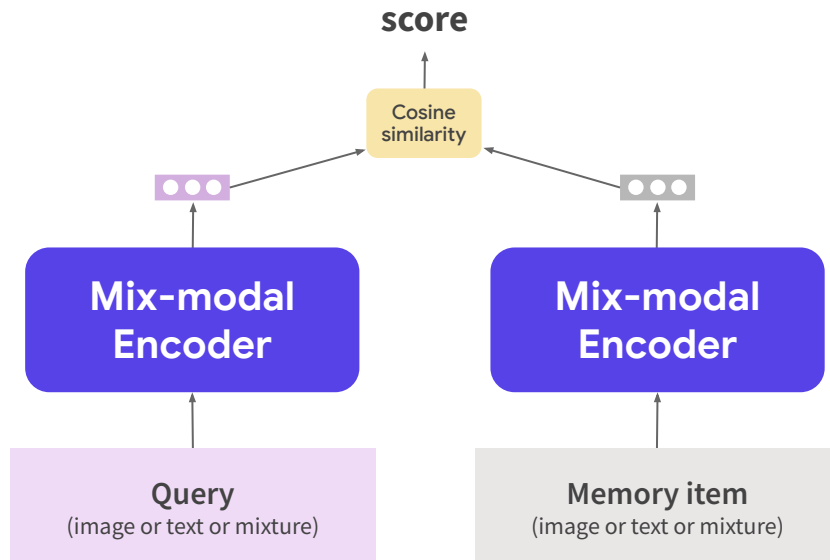 score
Cosine
similarity
Mix-modal
Encoder
Mix-modal
Encoder
Query
(image or text or mixture)
Memory item
(image or text or mixture)